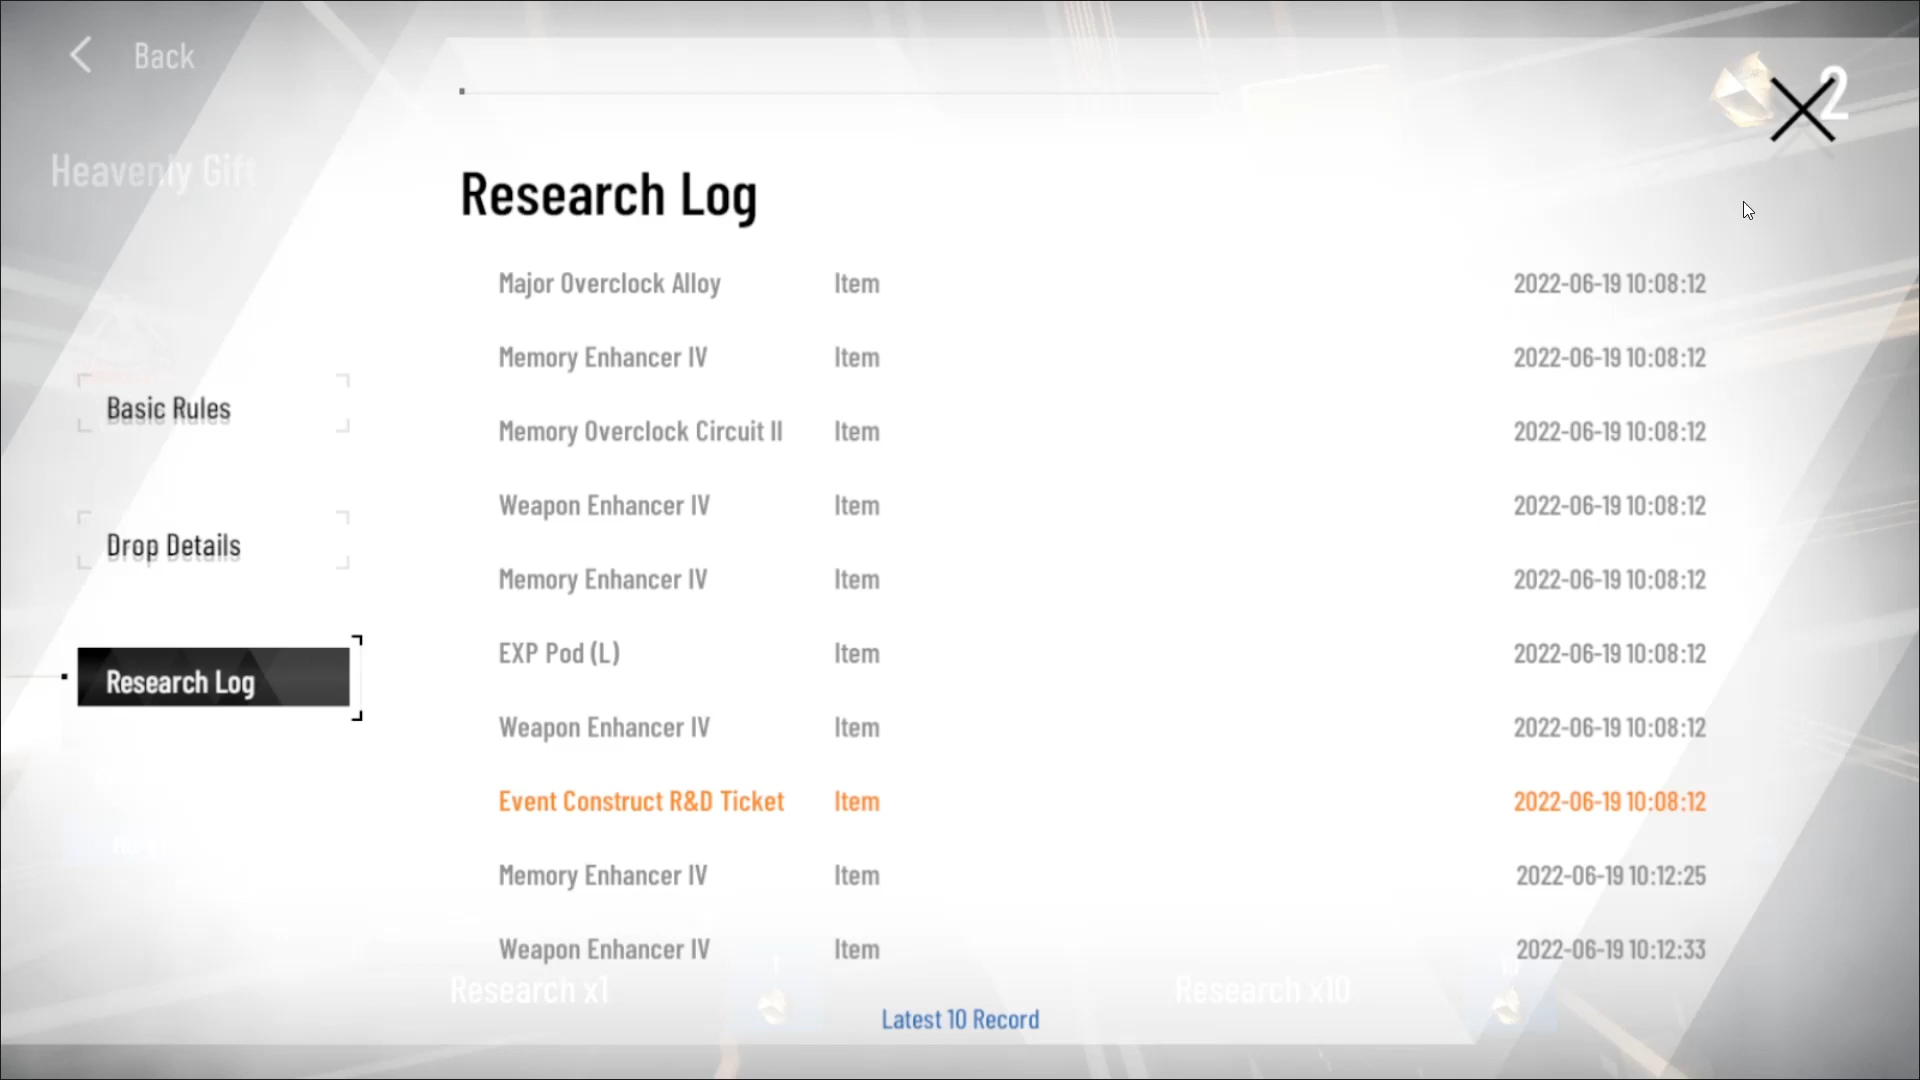 Back
2
Heavenly Gift
Research Log
Major Overclock Alloy Item 2022-06-19 10:08:12
Memory Enhancer IV Item 2022-06-19 10:08:12
Basic Rules
Memory Overclock Circuit II Item 2022-06-19 10:08:12
Weapon Enhancer IV Item 2022-06-19 10:08:12
Drop Details
Memory Enhancer IV Item 2022-06-19 10:08:12
EXP Pod (L) Item 2022-06-19 10:08:12
Research Log
Weapon Enhancer IV Item 2022-06-19 10:08:12
Event Construct R&D Ticket Item 2022-06-19 10:08:12
Memory Enhancer IV Item 2022-06-19 10:12:25
Weapon Enhancer IV Item 2022-06-19 10:12:33
Research x1 Research x10
Latest 10 Record